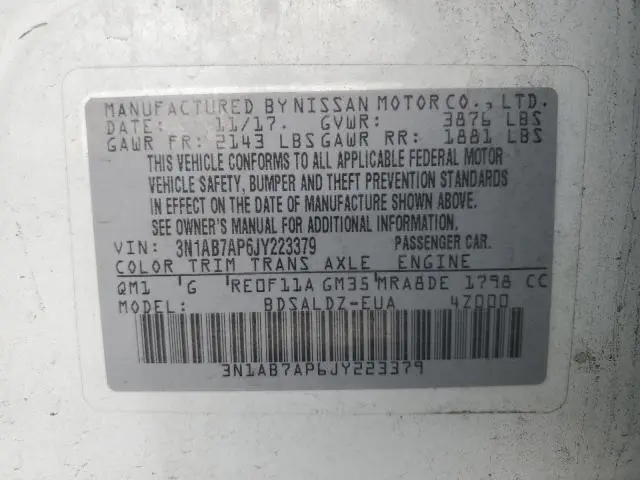 MANUFACTURED BY NISSAN MOTOR CO., LTD.
DATE: 11/17. GVWR: 3876 LBS
GAWR FR: 2143 LBS GAWR RR: 1881 LBS
THIS VEHICLE CONFORMS TO ALL APPLICABLE FEDERAL MOTOR
VEHICLE SAFETY, BUMPER AND THEFT PREVENTION STANDARDS
IN EFFECT ON THE DATE OF MANUFACTURE SHOWN ABOVE.
SEE OWNER'S MANUAL FOR ADDITIONAL INFORMATION.
VIN: 3N1AB7AP6JY223379 PASSENGER CAR.
COLOR TRIM TRANS AXLE ENGINE
QM1 G RE0F11A GM35 MRA8DE 1798 CC
MODEL: BDSALDZ-EUA 4Z000
3N1AB7AP6JY223379